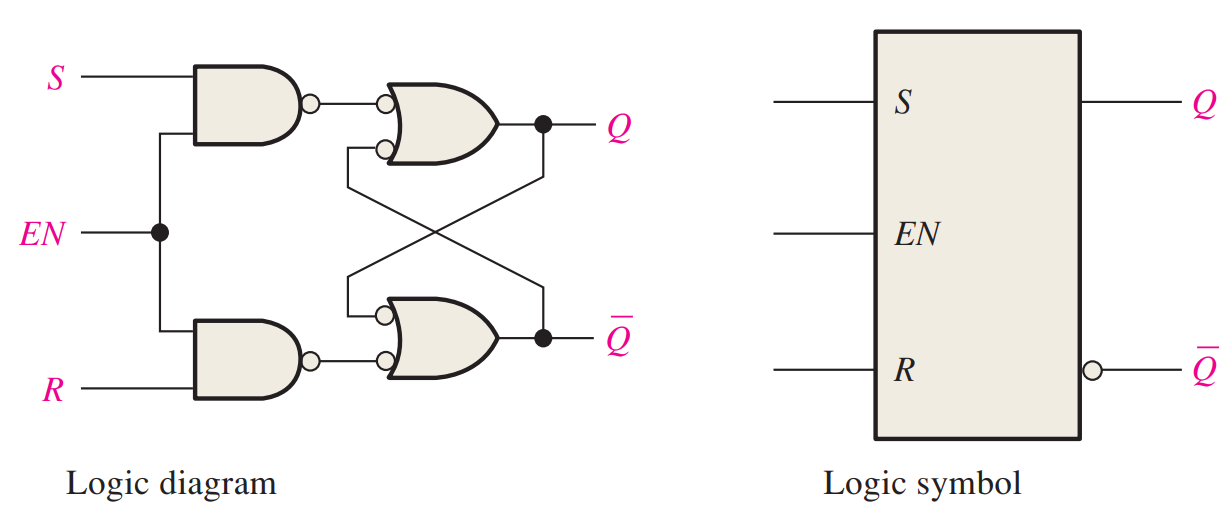 S
EN
R
Q
Q̅
Logic diagram
S
EN
R
Q
Q̅
Logic symbol